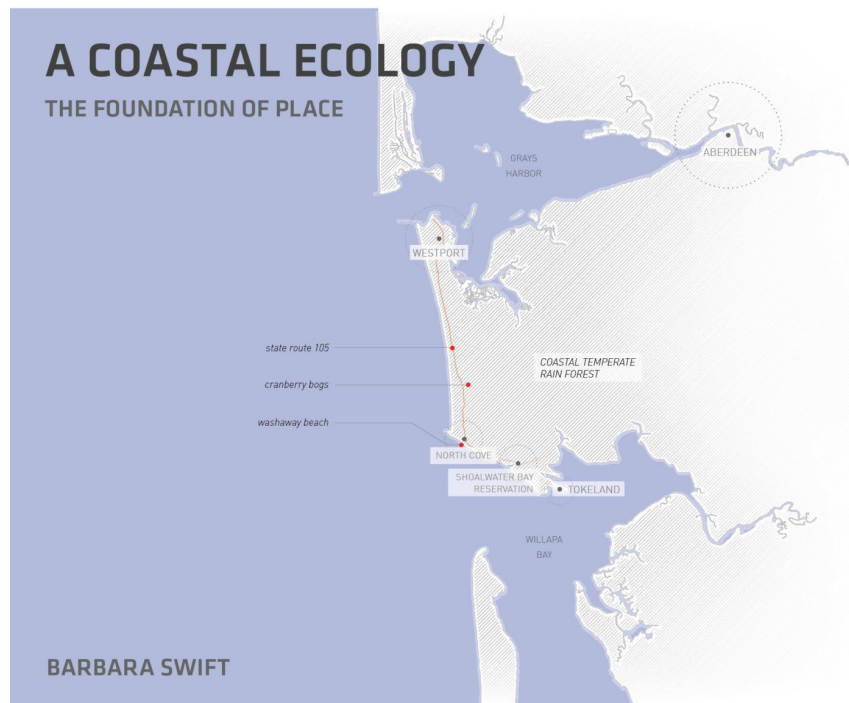 A COASTAL ECOLOGY
THE FOUNDATION OF PLACE
GRAYS
HARBOR
ABERDEEN
WESTPORT
state route 105
COASTAL TEMPERATE
RAIN FOREST
cranberry bogs
washaway beach
NORTH COVE
SHOALWATER BAY
RESERVATION
TOKELAND
WILLAPA
BAY
BARBARA SWIFT